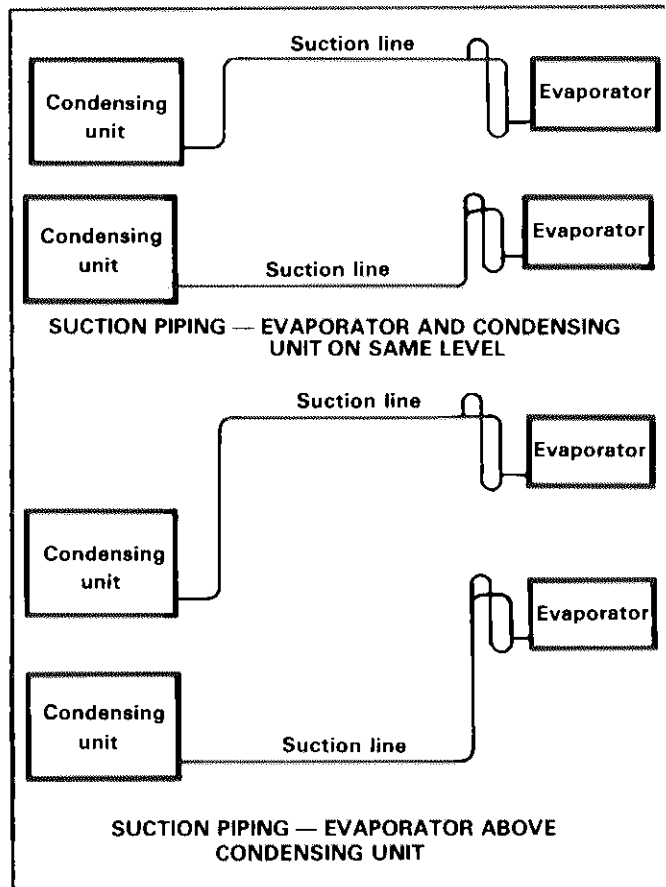 Suction line
Condensing
unit
Evaporator
Condensing
unit
Evaporator
Suction line
SUCTION PIPING — EVAPORATOR AND CONDENSING
UNIT ON SAME LEVEL
Suction line
Evaporator
Condensing
unit
Evaporator
Condensing
unit
Suction line
SUCTION PIPING — EVAPORATOR ABOVE
CONDENSING UNIT